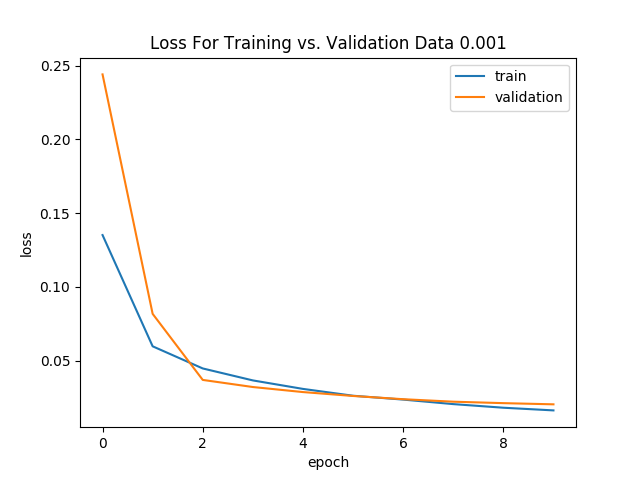 Loss For Training vs. Validation Data 0.001
train
validation
0.25
0.20
0.15
0.10
0.05
loss
0 2 4 6 8
epoch